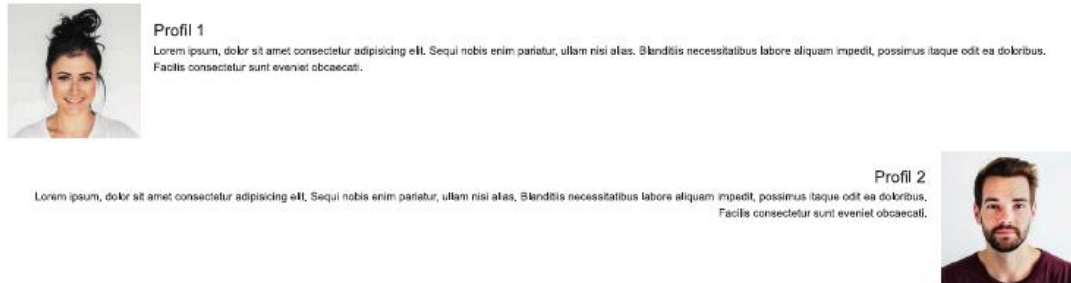 Profil 1
Lorem ipsum, dolor sit amet consectetur adipisicing elit. Sequi nobis enim pariatur, ullam nisi alias. Blanditiis necessitatibus labore aliquam impedit, possimus itaque odit ea doloribus.
Facilis consectetur sunt eveniet obcaecati.
Profil 2
Lorem ipsum, dolor sit amet consectetur adipisicing elit. Sequi nobis enim pariatur, ullam nisi alias. Blanditiis necessitatibus labore aliquam impedit, possimus itaque odit ea doloribus.
Facilis consectetur sunt eveniet obcaecati.